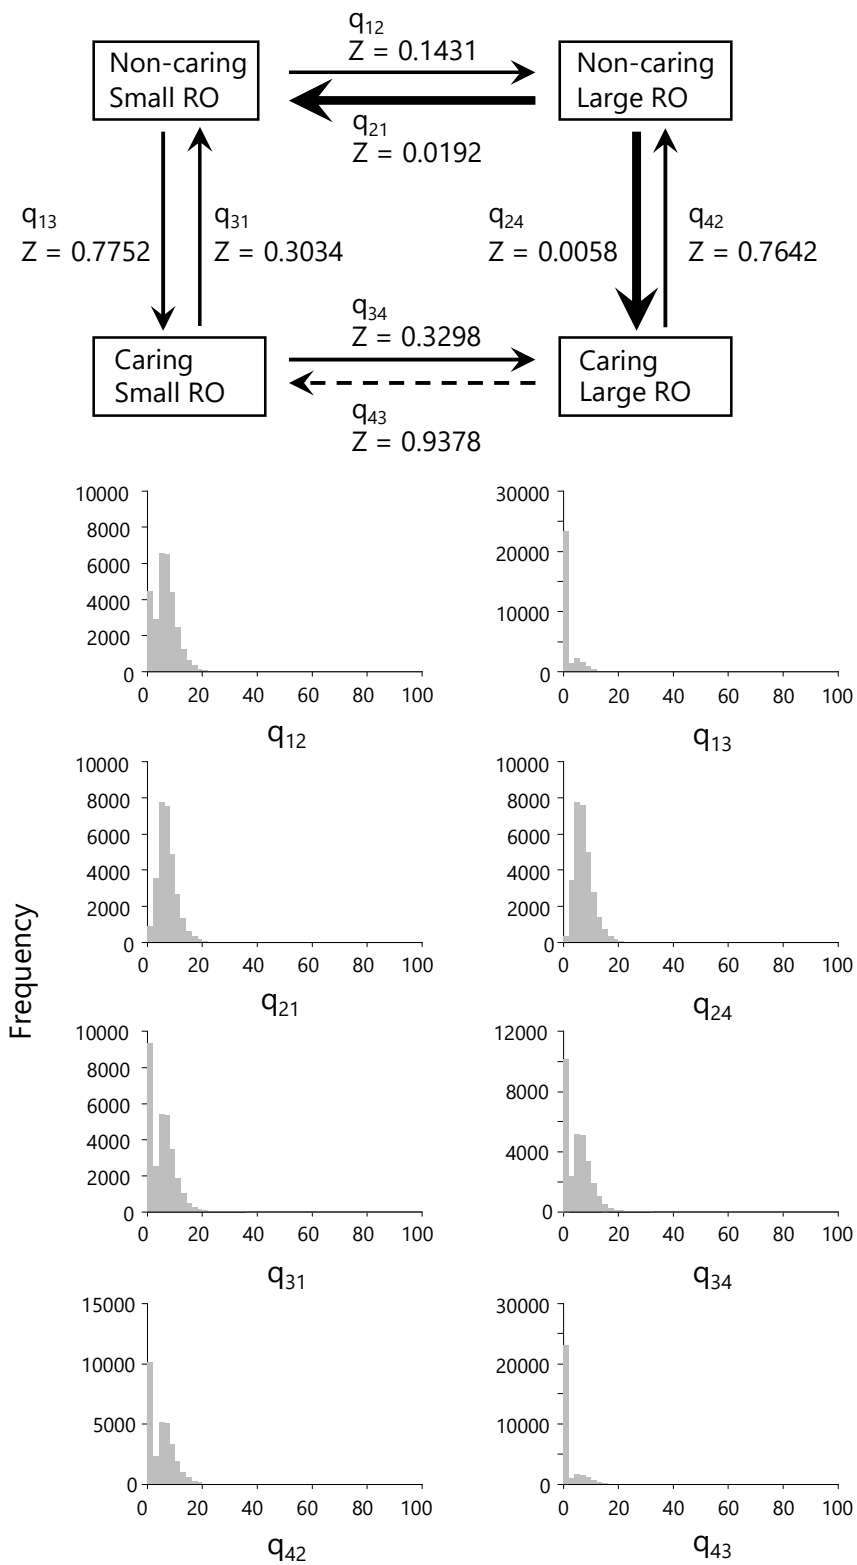 q12
Z = 0.1431
Non-caring
Small RO
Non-caring
Large RO
q21
Z = 0.0192
q13
Z = 0.7752
q31
Z = 0.3034
q24
Z = 0.0058
q42
Z = 0.7642
q34
Z = 0.3298
Caring
Small RO
Caring
Large RO
q43
Z = 0.9378
10000
8000
6000
4000
2000
0
0 20 40 60 80 100
q12
30000
20000
10000
0
0 20 40 60 80 100
q13
Frequency
10000
8000
6000
4000
2000
0
0 20 40 60 80 100
q21
10000
8000
6000
4000
2000
0
0 20 40 60 80 100
q24
10000
8000
6000
4000
2000
0
0 20 40 60 80 100
q31
12000
8000
4000
0
0 20 40 60 80 100
q34
15000
10000
5000
0
0 20 40 60 80 100
q42
30000
20000
10000
0
0 20 40 60 80 100
q43